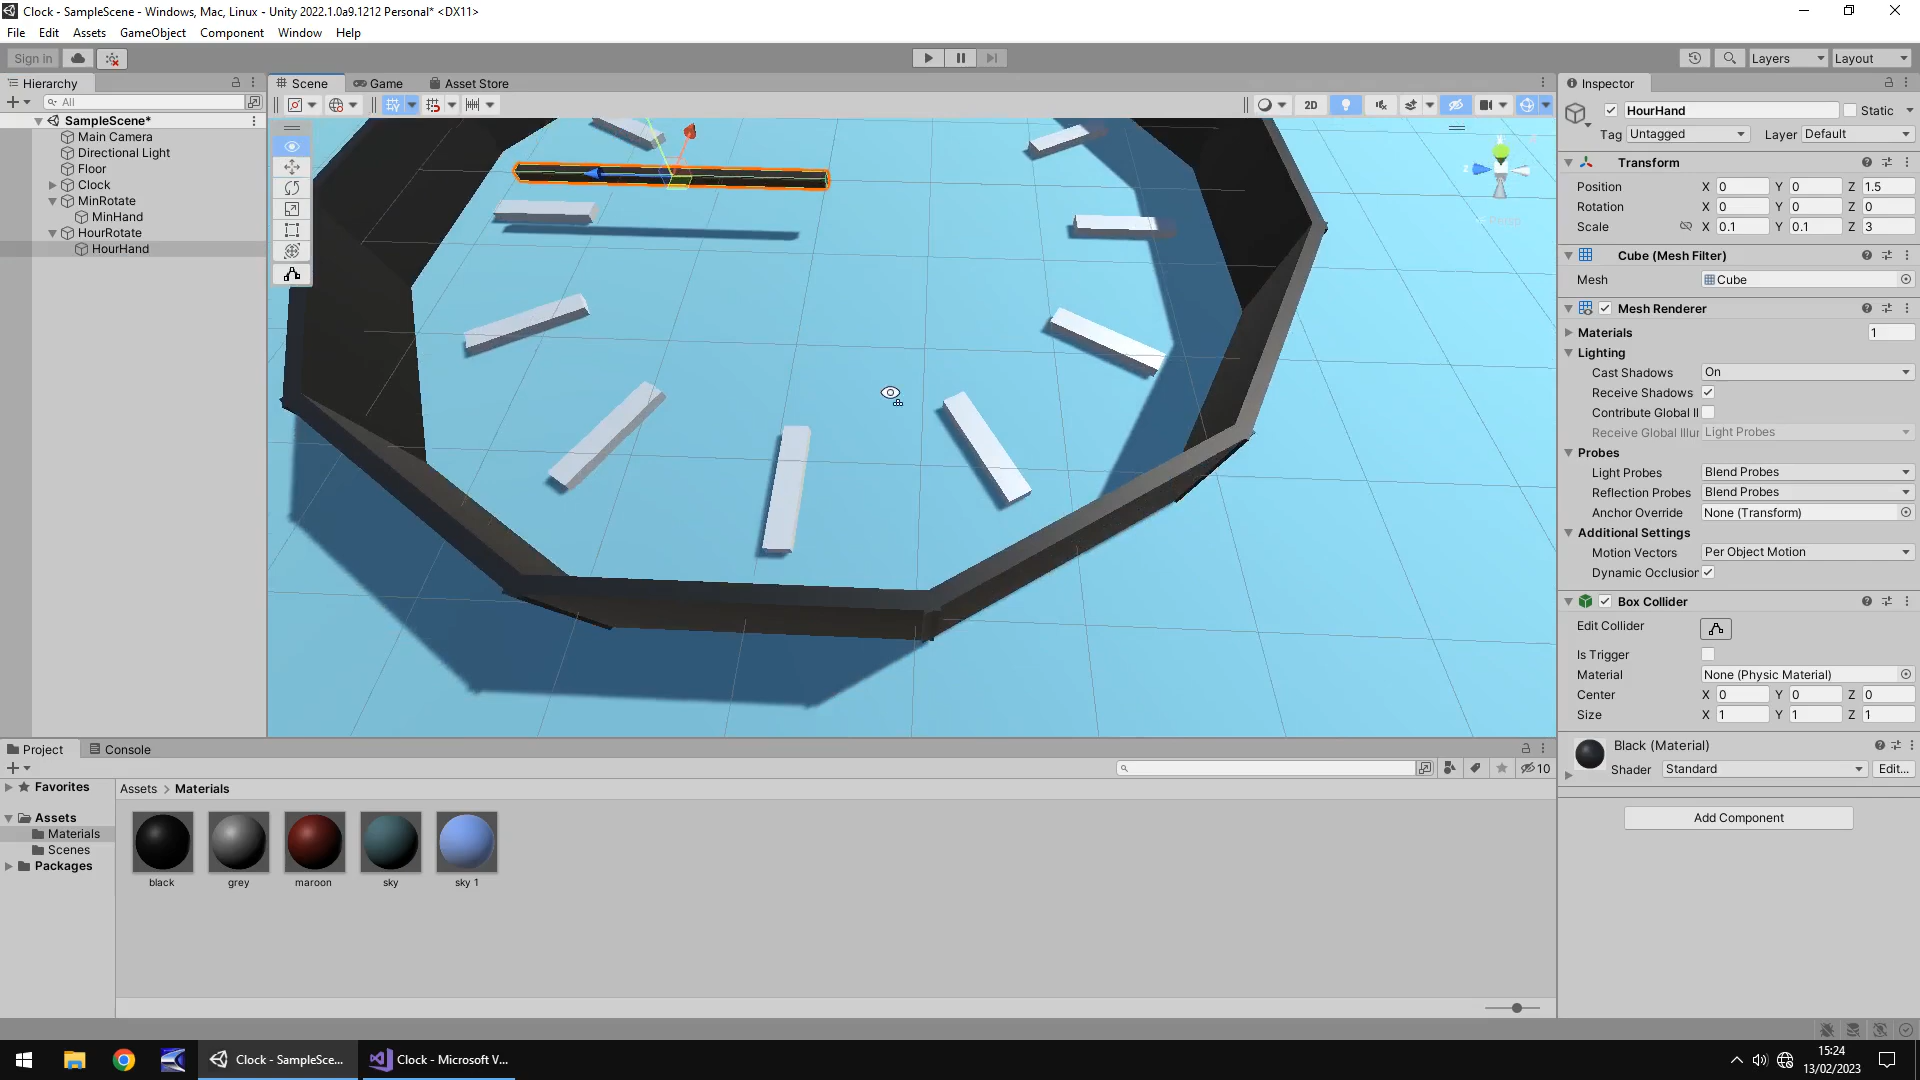 Clock - SampleScene - Windows, Mac, Linux - Unity 2022.1.0a9.1212 Personal* <DX11>
File Edit Assets GameObject Component Window Help
Sign in
Layers Layout
Hierarchy
Scene Game Asset Store
Inspector
All
2D
SampleScene*
Main Camera
Directional Light
Floor
Clock
MinRotate
MinHand
HourRotate
HourHand
z
HourHand Static
Tag Untagged Layer Default
Transform
Position X 0 Y 0 Z 1.5
Rotation X 0 Y 0 Z 0
Scale X 0.1 Y 0.1 Z 3
Cube (Mesh Filter)
Mesh Cube
Mesh Renderer
Materials 1
Lighting
Cast Shadows On
Receive Shadows
Contribute Global Il
Receive Global Illur Light Probes
Probes
Light Probes Blend Probes
Reflection Probes Blend Probes
Anchor Override None (Transform)
Additional Settings
Motion Vectors Per Object Motion
Dynamic Occlusion
Box Collider
Edit Collider
Is Trigger
Material None (Physic Material)
Center X 0 Y 0 Z 0
Size X 1 Y 1 Z 1
Black (Material)
Shader Standard Edit...
Add Component
Project Console
10
Favorites
Assets
Materials
Scenes
Packages
Assets > Materials
black grey maroon sky sky 1
Clock - SampleSce...
Clock - Microsoft V...
15:24
13/02/2023